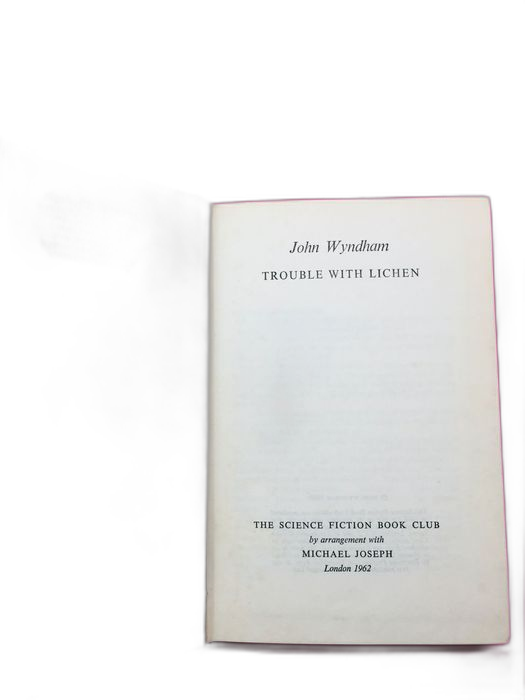 John Wyndham
TROUBLE WITH LICHEN
THE SCIENCE FICTION BOOK CLUB
by arrangement with
MICHAEL JOSEPH
London 1962